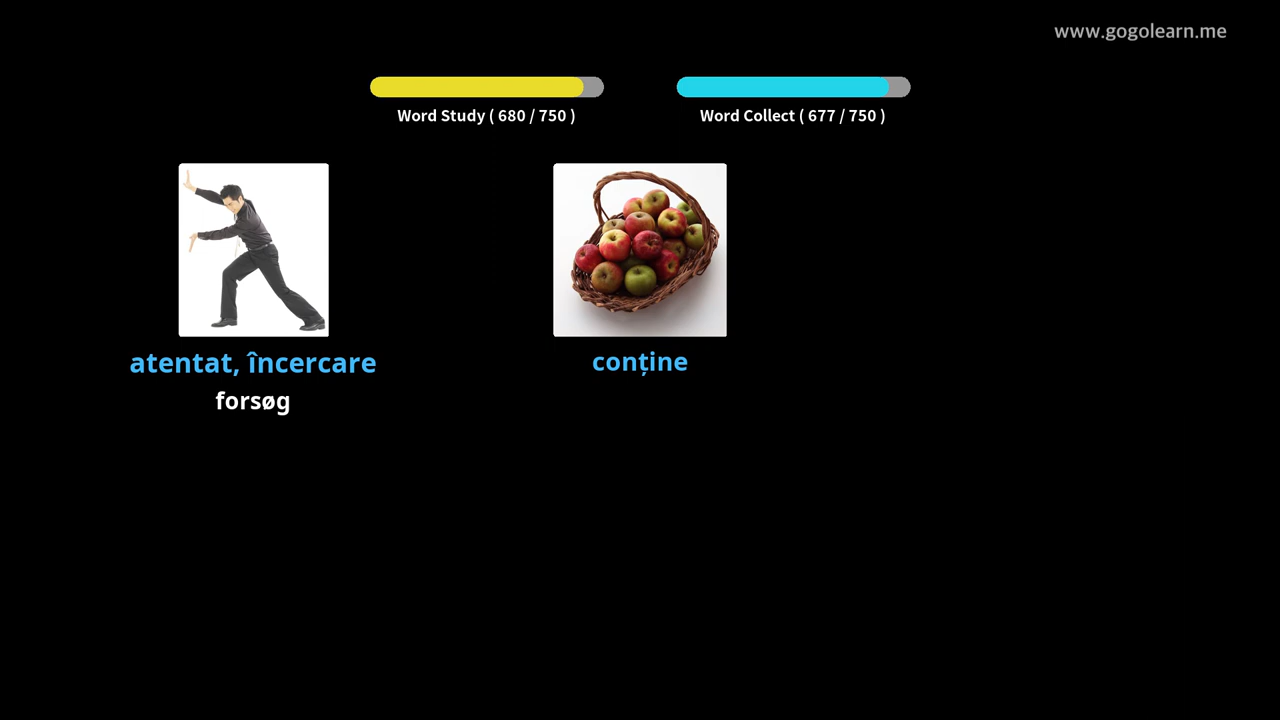 www.gogolearn.me
Word Study ( 680 / 750 )
Word Collect ( 677 / 750 )
atentat, încercare
forsøg
conține